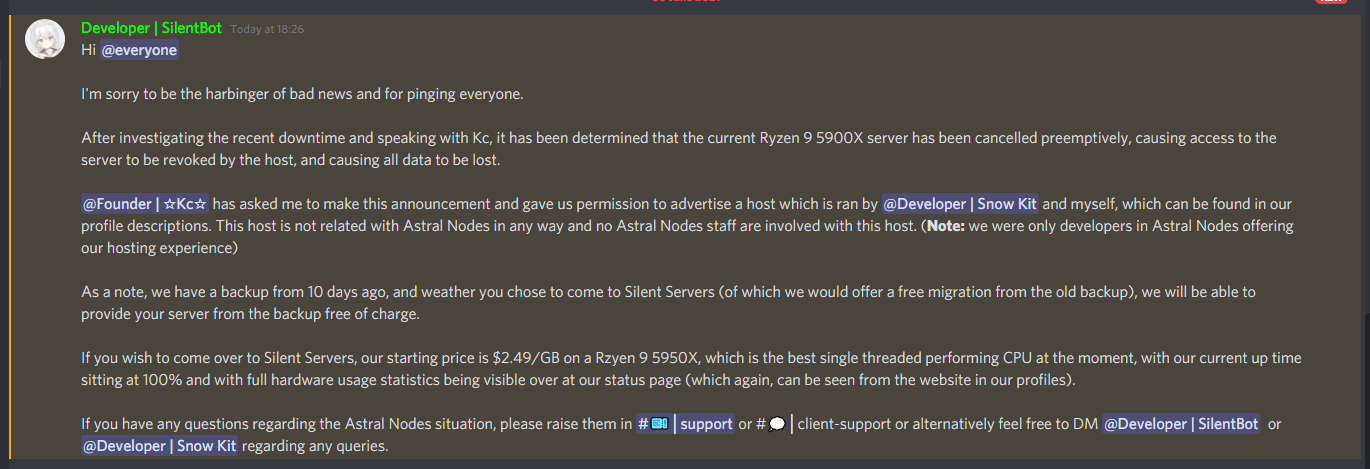 Developer | SilentBot Today at 18:26
Hi @everyone
I'm sorry to be the harbinger of bad news and for pinging everyone.
After investigating the recent downtime and speaking with Kc, it has been determined that the current Ryzen 9 5900X server has been cancelled preemptively, causing access to the
server to be revoked by the host, and causing all data to be lost.
@Founder | ☆Kc☆ has asked me to make this announcement and gave us permission to advertise a host which is ran by @Developer | Snow Kit and myself, which can be found in our
profile descriptions. This host is not related with Astral Nodes in any way and no Astral Nodes staff are involved with this host. (Note: we were only developers in Astral Nodes offering
our hosting experience)
As a note, we have a backup from 10 days ago, and weather you chose to come to Silent Servers (of which we would offer a free migration from the old backup), we will be able to
provide your server from the backup free of charge.
If you wish to come over to Silent Servers, our starting price is $2.49/GB on a Rzyen 9 5950X, which is the best single threaded performing CPU at the moment, with our current up time
sitting at 100% and with full hardware usage statistics being visible over at our status page (which again, can be seen from the website in our profiles).
If you have any questions regarding the Astral Nodes situation, please raise them in #🎫│support or #💭│client-support or alternatively feel free to DM @Developer | SilentBot or
@Developer | Snow Kit regarding any queries.